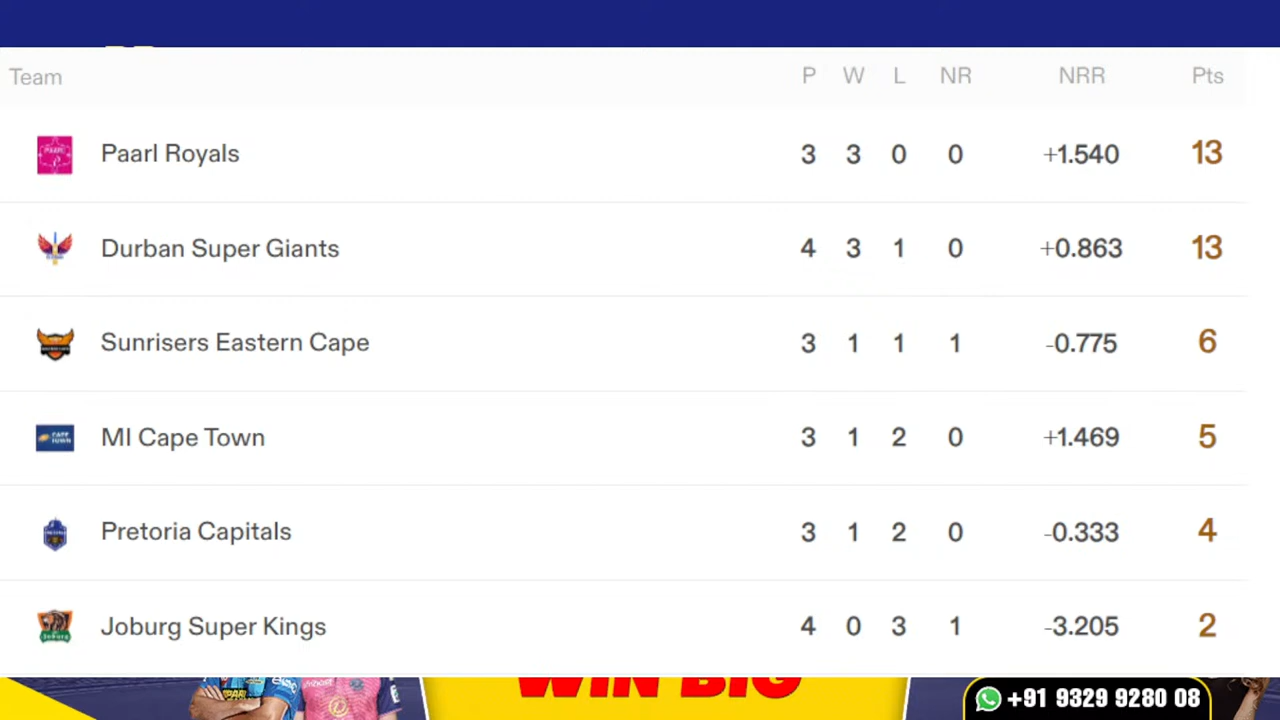 Team P W L NR NRR Pts
Paarl Royals 3 3 0 0 +1.540 13
Durban Super Giants 4 3 1 0 +0.863 13
Sunrisers Eastern Cape 3 1 1 1 -0.775 6
MI Cape Town 3 1 2 0 +1.469 5
Pretoria Capitals 3 1 2 0 -0.333 4
Joburg Super Kings 4 0 3 1 -3.205 2
WIN BIG
+91 9329 9280 08